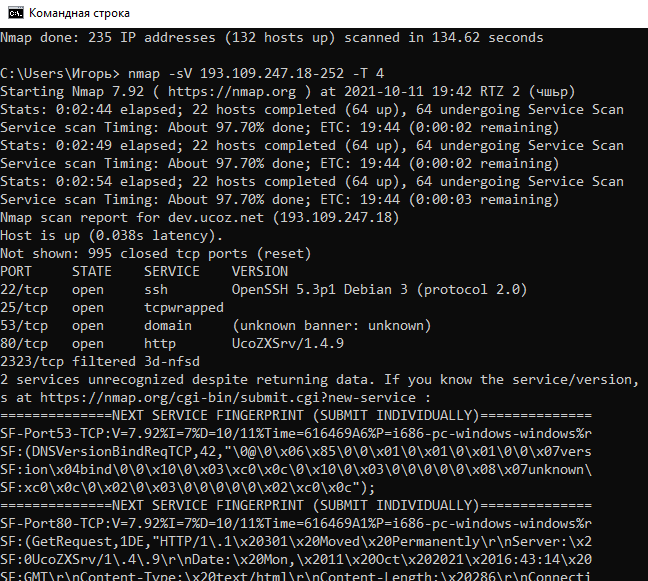 Командная строка
Nmap done: 235 IP addresses (132 hosts up) scanned in 134.62 seconds
C:\Users\Игорь> nmap -sV 193.109.247.18-252 -T 4
Starting Nmap 7.92 ( https://nmap.org ) at 2021-10-11 19:42 RTZ 2 (чшьр)
Stats: 0:02:44 elapsed; 22 hosts completed (64 up), 64 undergoing Service Scan
Service scan Timing: About 97.70% done; ETC: 19:44 (0:00:02 remaining)
Stats: 0:02:49 elapsed; 22 hosts completed (64 up), 64 undergoing Service Scan
Service scan Timing: About 97.70% done; ETC: 19:44 (0:00:02 remaining)
Stats: 0:02:54 elapsed; 22 hosts completed (64 up), 64 undergoing Service Scan
Service scan Timing: About 97.70% done; ETC: 19:44 (0:00:03 remaining)
Nmap scan report for dev.ucoz.net (193.109.247.18)
Host is up (0.038s latency).
Not shown: 995 closed tcp ports (reset)
PORT     STATE    SERVICE    VERSION
22/tcp   open     ssh        OpenSSH 5.3p1 Debian 3 (protocol 2.0)
25/tcp   open     tcpwrapped
53/tcp   open     domain     (unknown banner: unknown)
80/tcp   open     http       UcoZXSrv/1.4.9
2323/tcp filtered 3d-nfsd
2 services unrecognized despite returning data. If you know the service/version,
s at https://nmap.org/cgi-bin/submit.cgi?new-service :
==============NEXT SERVICE FINGERPRINT (SUBMIT INDIVIDUALLY)==============
SF-Port53-TCP:V=7.92%I=7%D=10/11%Time=616469A6%P=i686-pc-windows-windows%r
SF:(DNSVersionBindReqTCP,42,"\0@\0\x06\x85\0\0\x01\0\x01\0\x01\0\0\x07vers
SF:ion\x04bind\0\0\x10\0\x03\xc0\x0c\0\x10\0\x03\0\0\0\0\0\x08\x07unknown\
SF:xc0\x0c\0\x02\0\x03\0\0\0\0\0\x02\xc0\x0c");
==============NEXT SERVICE FINGERPRINT (SUBMIT INDIVIDUALLY)==============
SF-Port80-TCP:V=7.92%I=7%D=10/11%Time=616469A1%P=i686-pc-windows-windows%r
SF:(GetRequest,1DE,"HTTP/1\.1\x20301\x20Moved\x20Permanently\r\nServer:\x2
SF:0UcoZXSrv/1\.4\.9\r\nDate:\x20Mon,\x2011\x20Oct\x202021\x2016:43:14\x20
SF:GMT\r\nContent-Type:\x20text/html\r\nContent-Length:\x20286\r\nConnecti